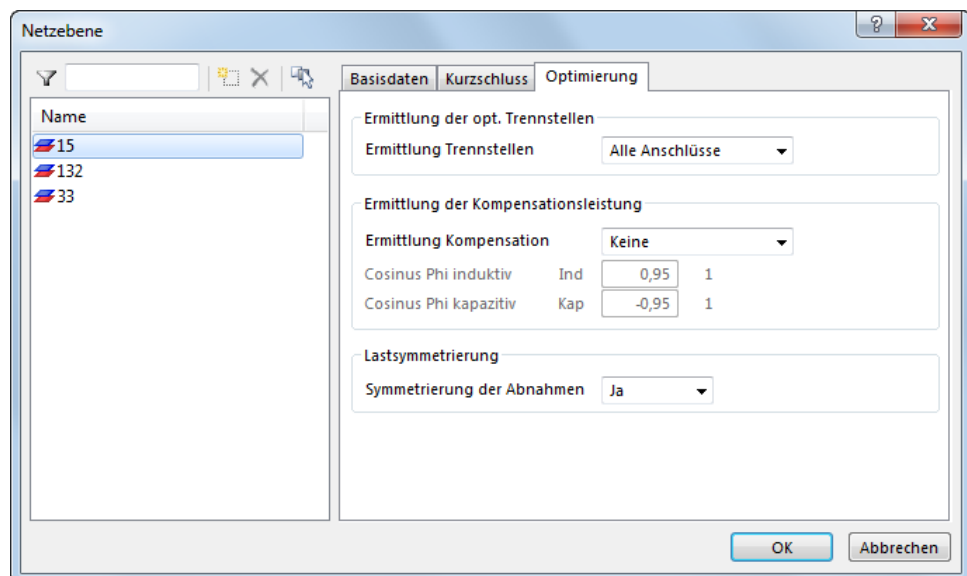 Netzebene
Basisdaten Kurzschluss Optimierung
Name
15
132
33
Ermittlung der opt. Trennstellen
Ermittlung Trennstellen Alle Anschlüsse
Ermittlung der Kompensationsleistung
Ermittlung Kompensation Keine
Cosinus Phi induktiv Ind 0,95 1
Cosinus Phi kapazitiv Kap -0,95 1
Lastsymmetrierung
Symmetrierung der Abnahmen Ja
OK Abbrechen